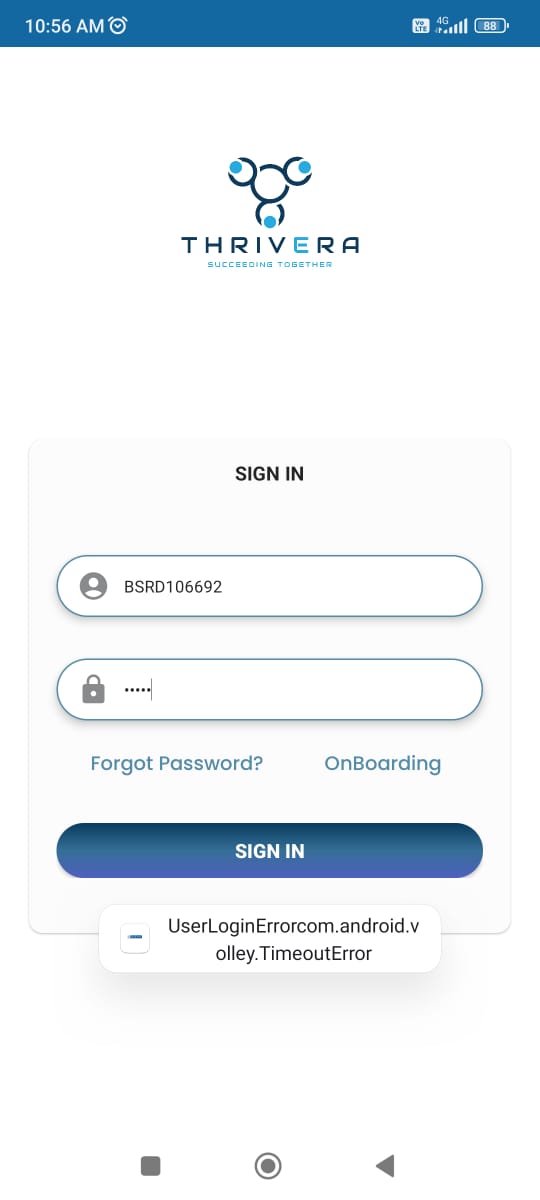 10:56 AM
Vo LTE 4G 88
THRIVERA
SUCCEEDING TOGETHER
SIGN IN
BSRD106692
•••••
Forgot Password? OnBoarding
SIGN IN
UserLoginErrorcom.android.v
olley.TimeoutError